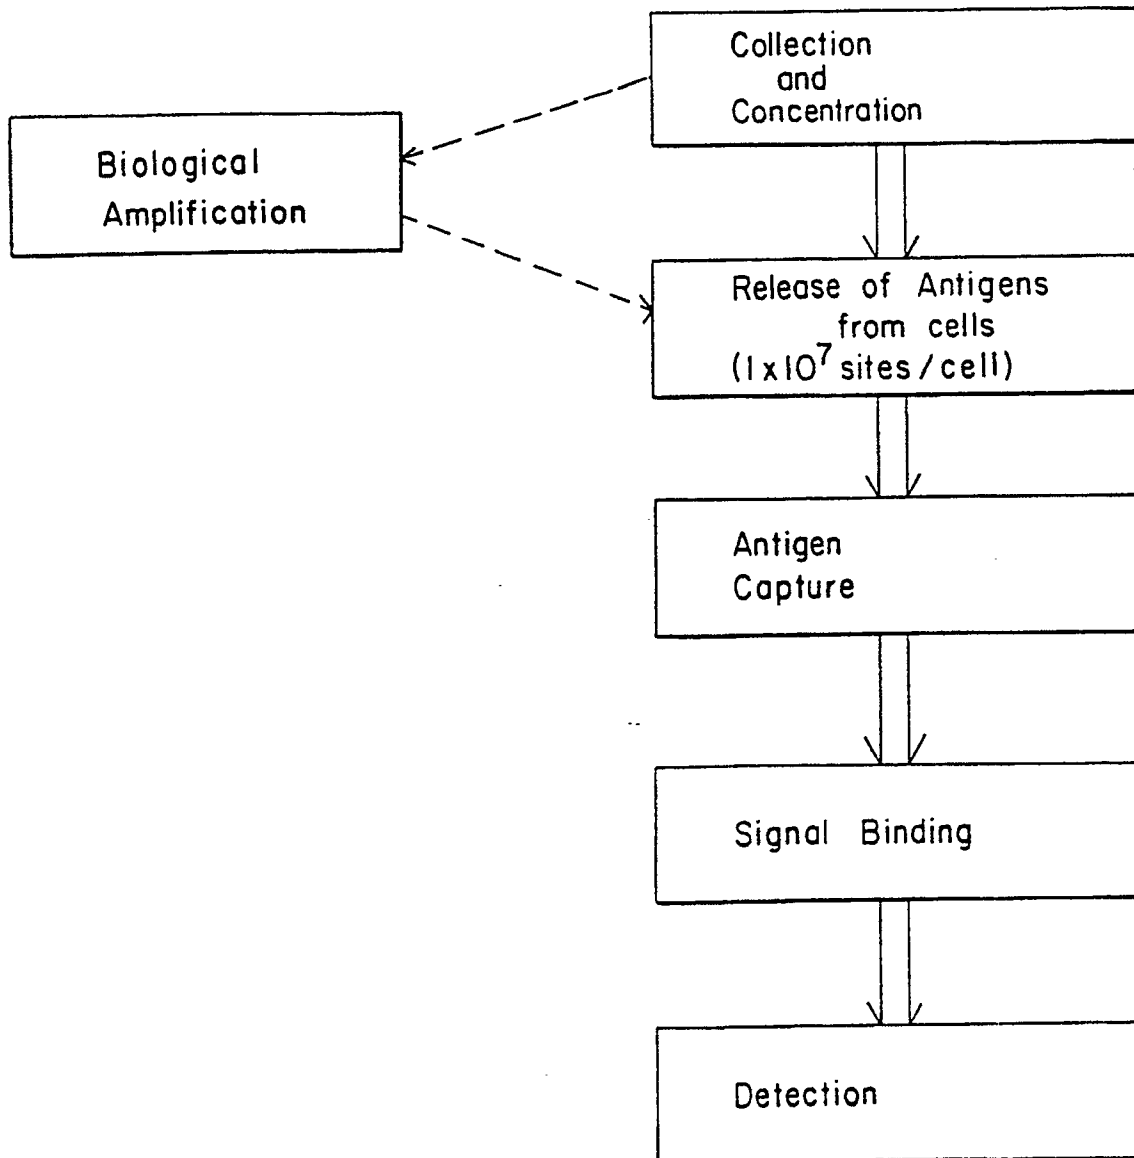 Collection
and
Concentration
Biological
Amplification
Release of Antigens
from cells
(1x10⁷ sites/cell)
Antigen
Capture
Signal Binding
Detection